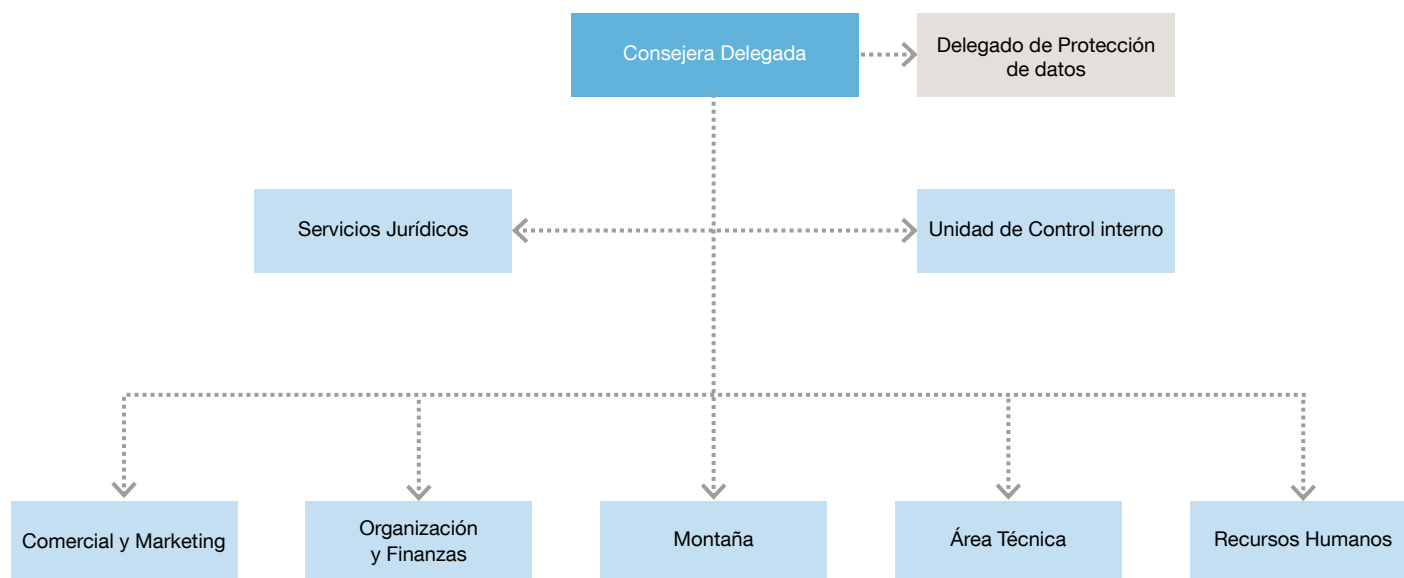 Consejera Delegada
Delegado de Protección
de datos
Servicios Jurídicos
Unidad de Control interno
Comercial y Marketing
Organización
y Finanzas
Montaña
Área Técnica
Recursos Humanos